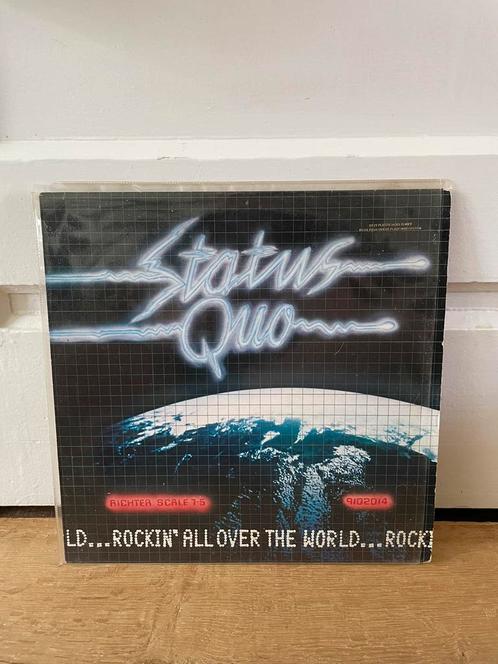 Status
Quo
RICHTER SCALE 7·5
9102014
LD...ROCKIN' ALL OVER THE WORLD...ROCKI